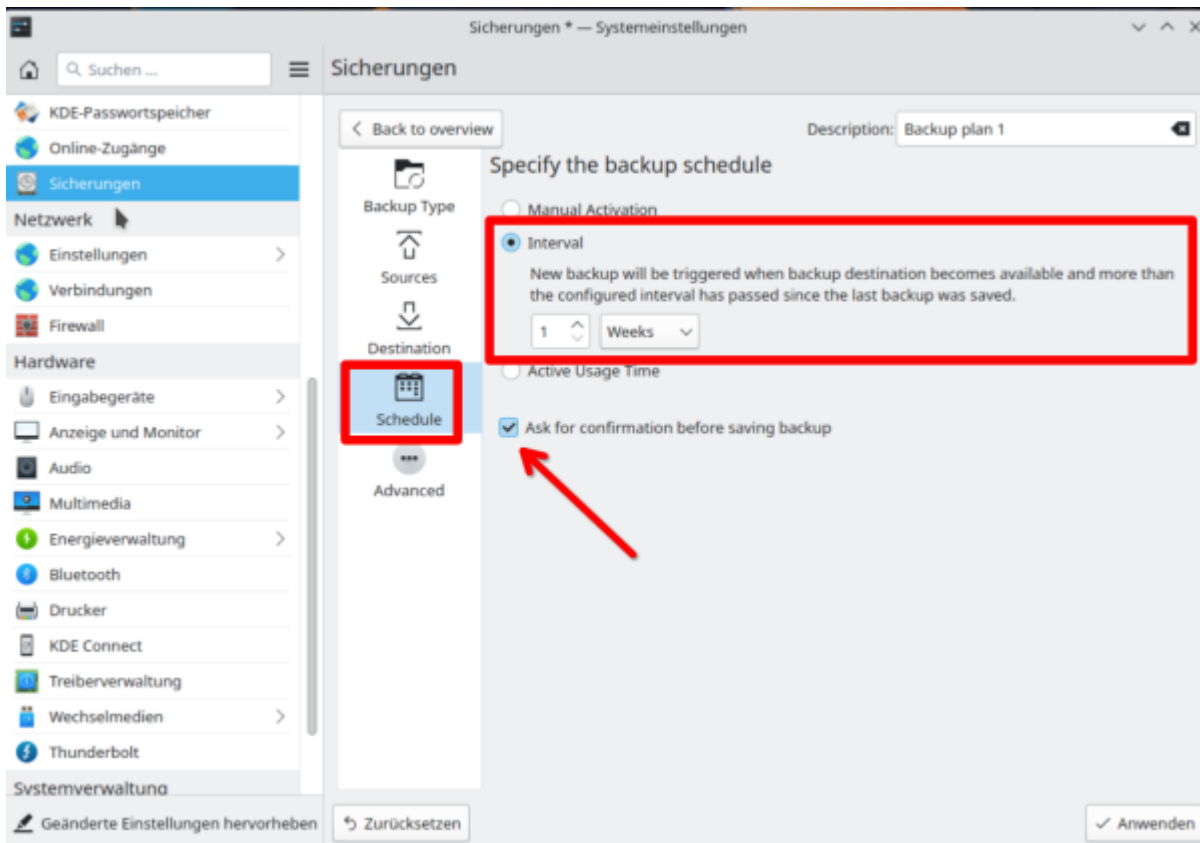 Sicherungen * — Systemeinstellungen
Suchen ...
Sicherungen
KDE-Passwortspeicher
Online-Zugänge
Sicherungen
Netzwerk
Einstellungen
Verbindungen
Firewall
Hardware
Eingabegeräte
Anzeige und Monitor
Audio
Multimedia
Energieverwaltung
Bluetooth
Drucker
KDE Connect
Treiberverwaltung
Wechselmedien
Thunderbolt
Systemverwaltung
Geänderte Einstellungen hervorheben
Back to overview
Description: Backup plan 1
Backup Type
Sources
Destination
Schedule
Advanced
Specify the backup schedule
Manual Activation
Interval
New backup will be triggered when backup destination becomes available and more than
the configured interval has passed since the last backup was saved.
1 Weeks
Active Usage Time
Ask for confirmation before saving backup
Zurücksetzen
Anwenden